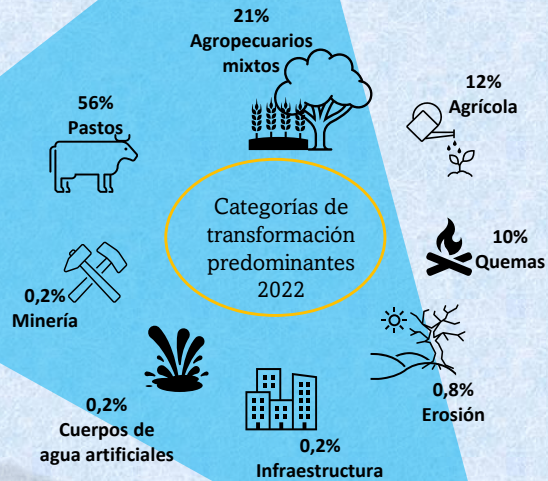 21%
Agropecuarios
mixtos
12%
Agrícola
56%
Pastos
Categorías de
transformación
predominantes
2022
10%
Quemas
0,2%
Minería
0,8%
Erosión
0,2%
Cuerpos de
agua artificiales
0,2%
Infraestructura